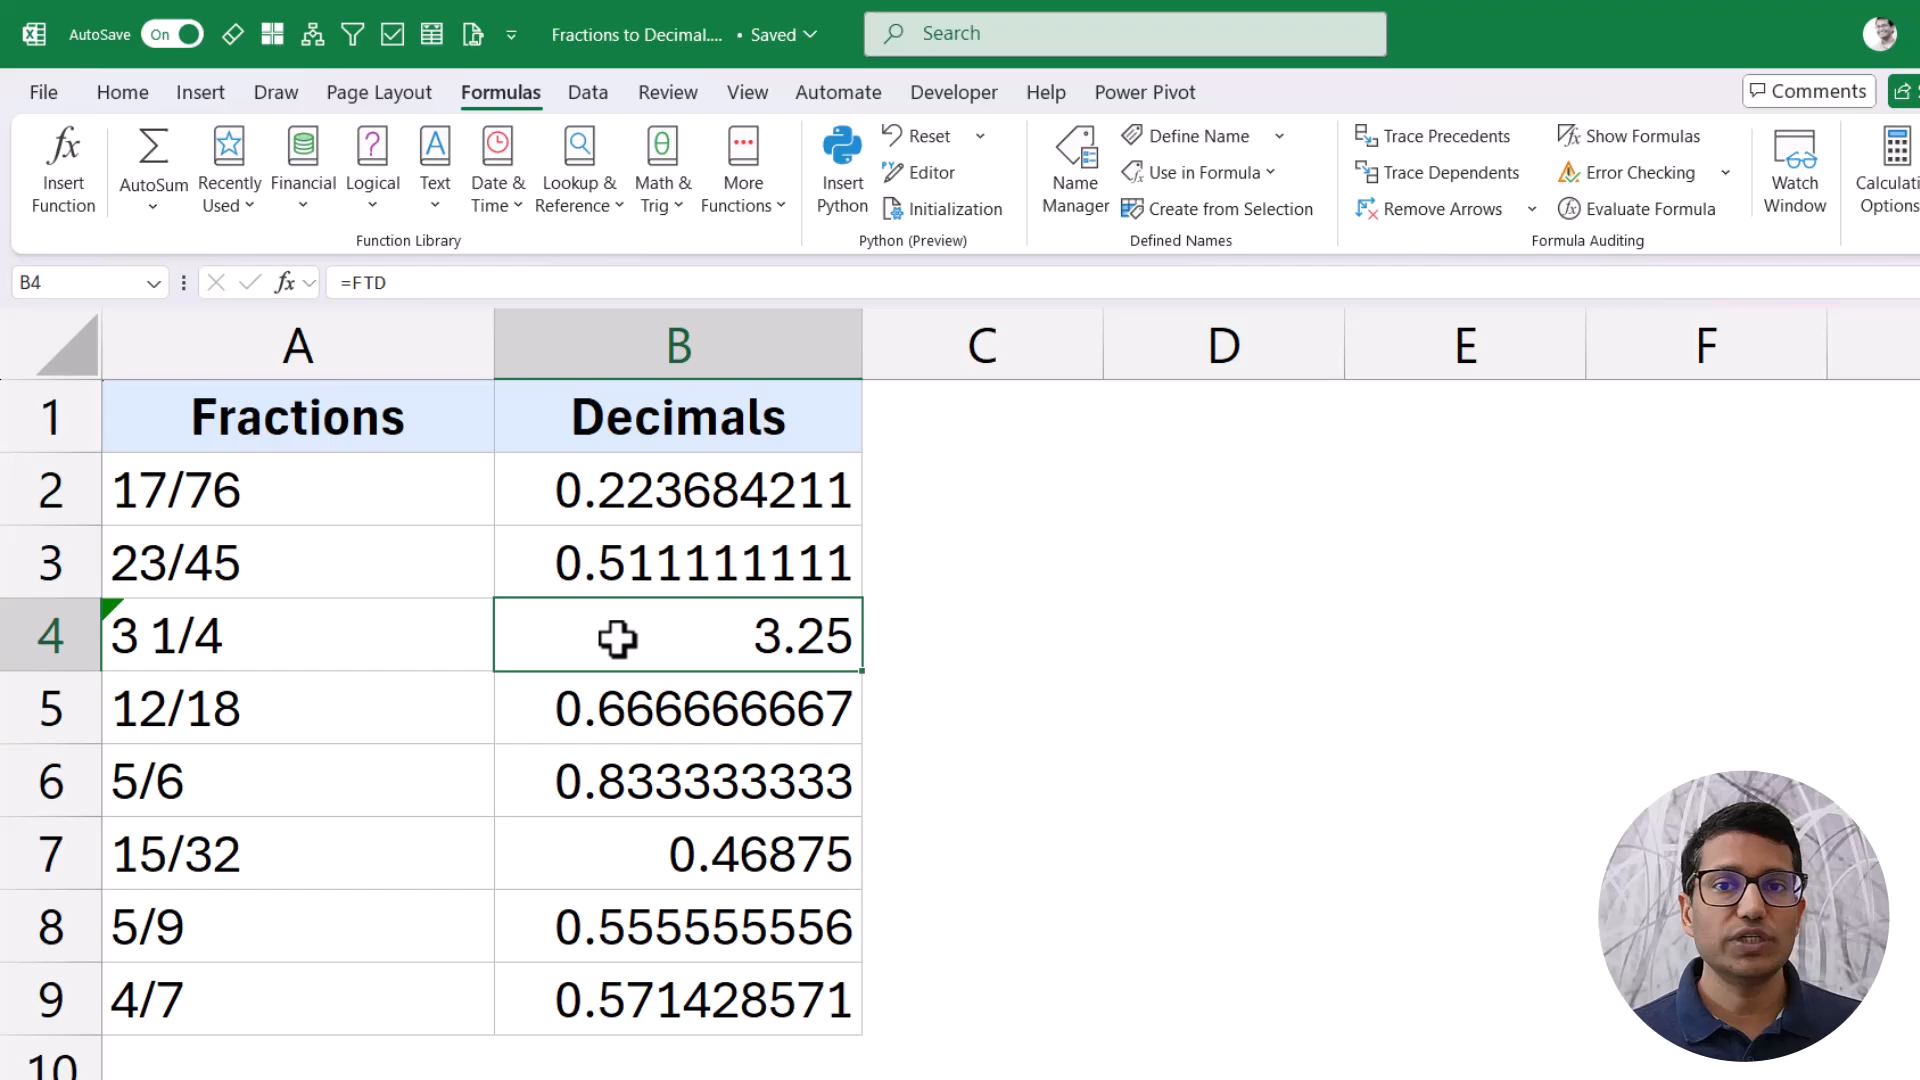 AutoSave On Fractions to Decimal.... • Saved Search
File Home Insert Draw Page Layout Formulas Data Review View Automate Developer Help Power Pivot Comments
Insert Function
AutoSum
Recently Used
Financial
Logical
Text
Date & Time
Lookup & Reference
Math & Trig
More Functions
Function Library
Insert Python
Reset
Editor
Initialization
Python (Preview)
Name Manager
Define Name
Use in Formula
Create from Selection
Defined Names
Trace Precedents
Trace Dependents
Remove Arrows
Show Formulas
Error Checking
Evaluate Formula
Formula Auditing
Watch Window
Calculati
Options
B4 fx =FTD
A B C D E F
1 Fractions Decimals
2 17/76 0.223684211
3 23/45 0.511111111
4 3 1/4 3.25
5 12/18 0.666666667
6 5/6 0.833333333
7 15/32 0.46875
8 5/9 0.555555556
9 4/7 0.571428571
10